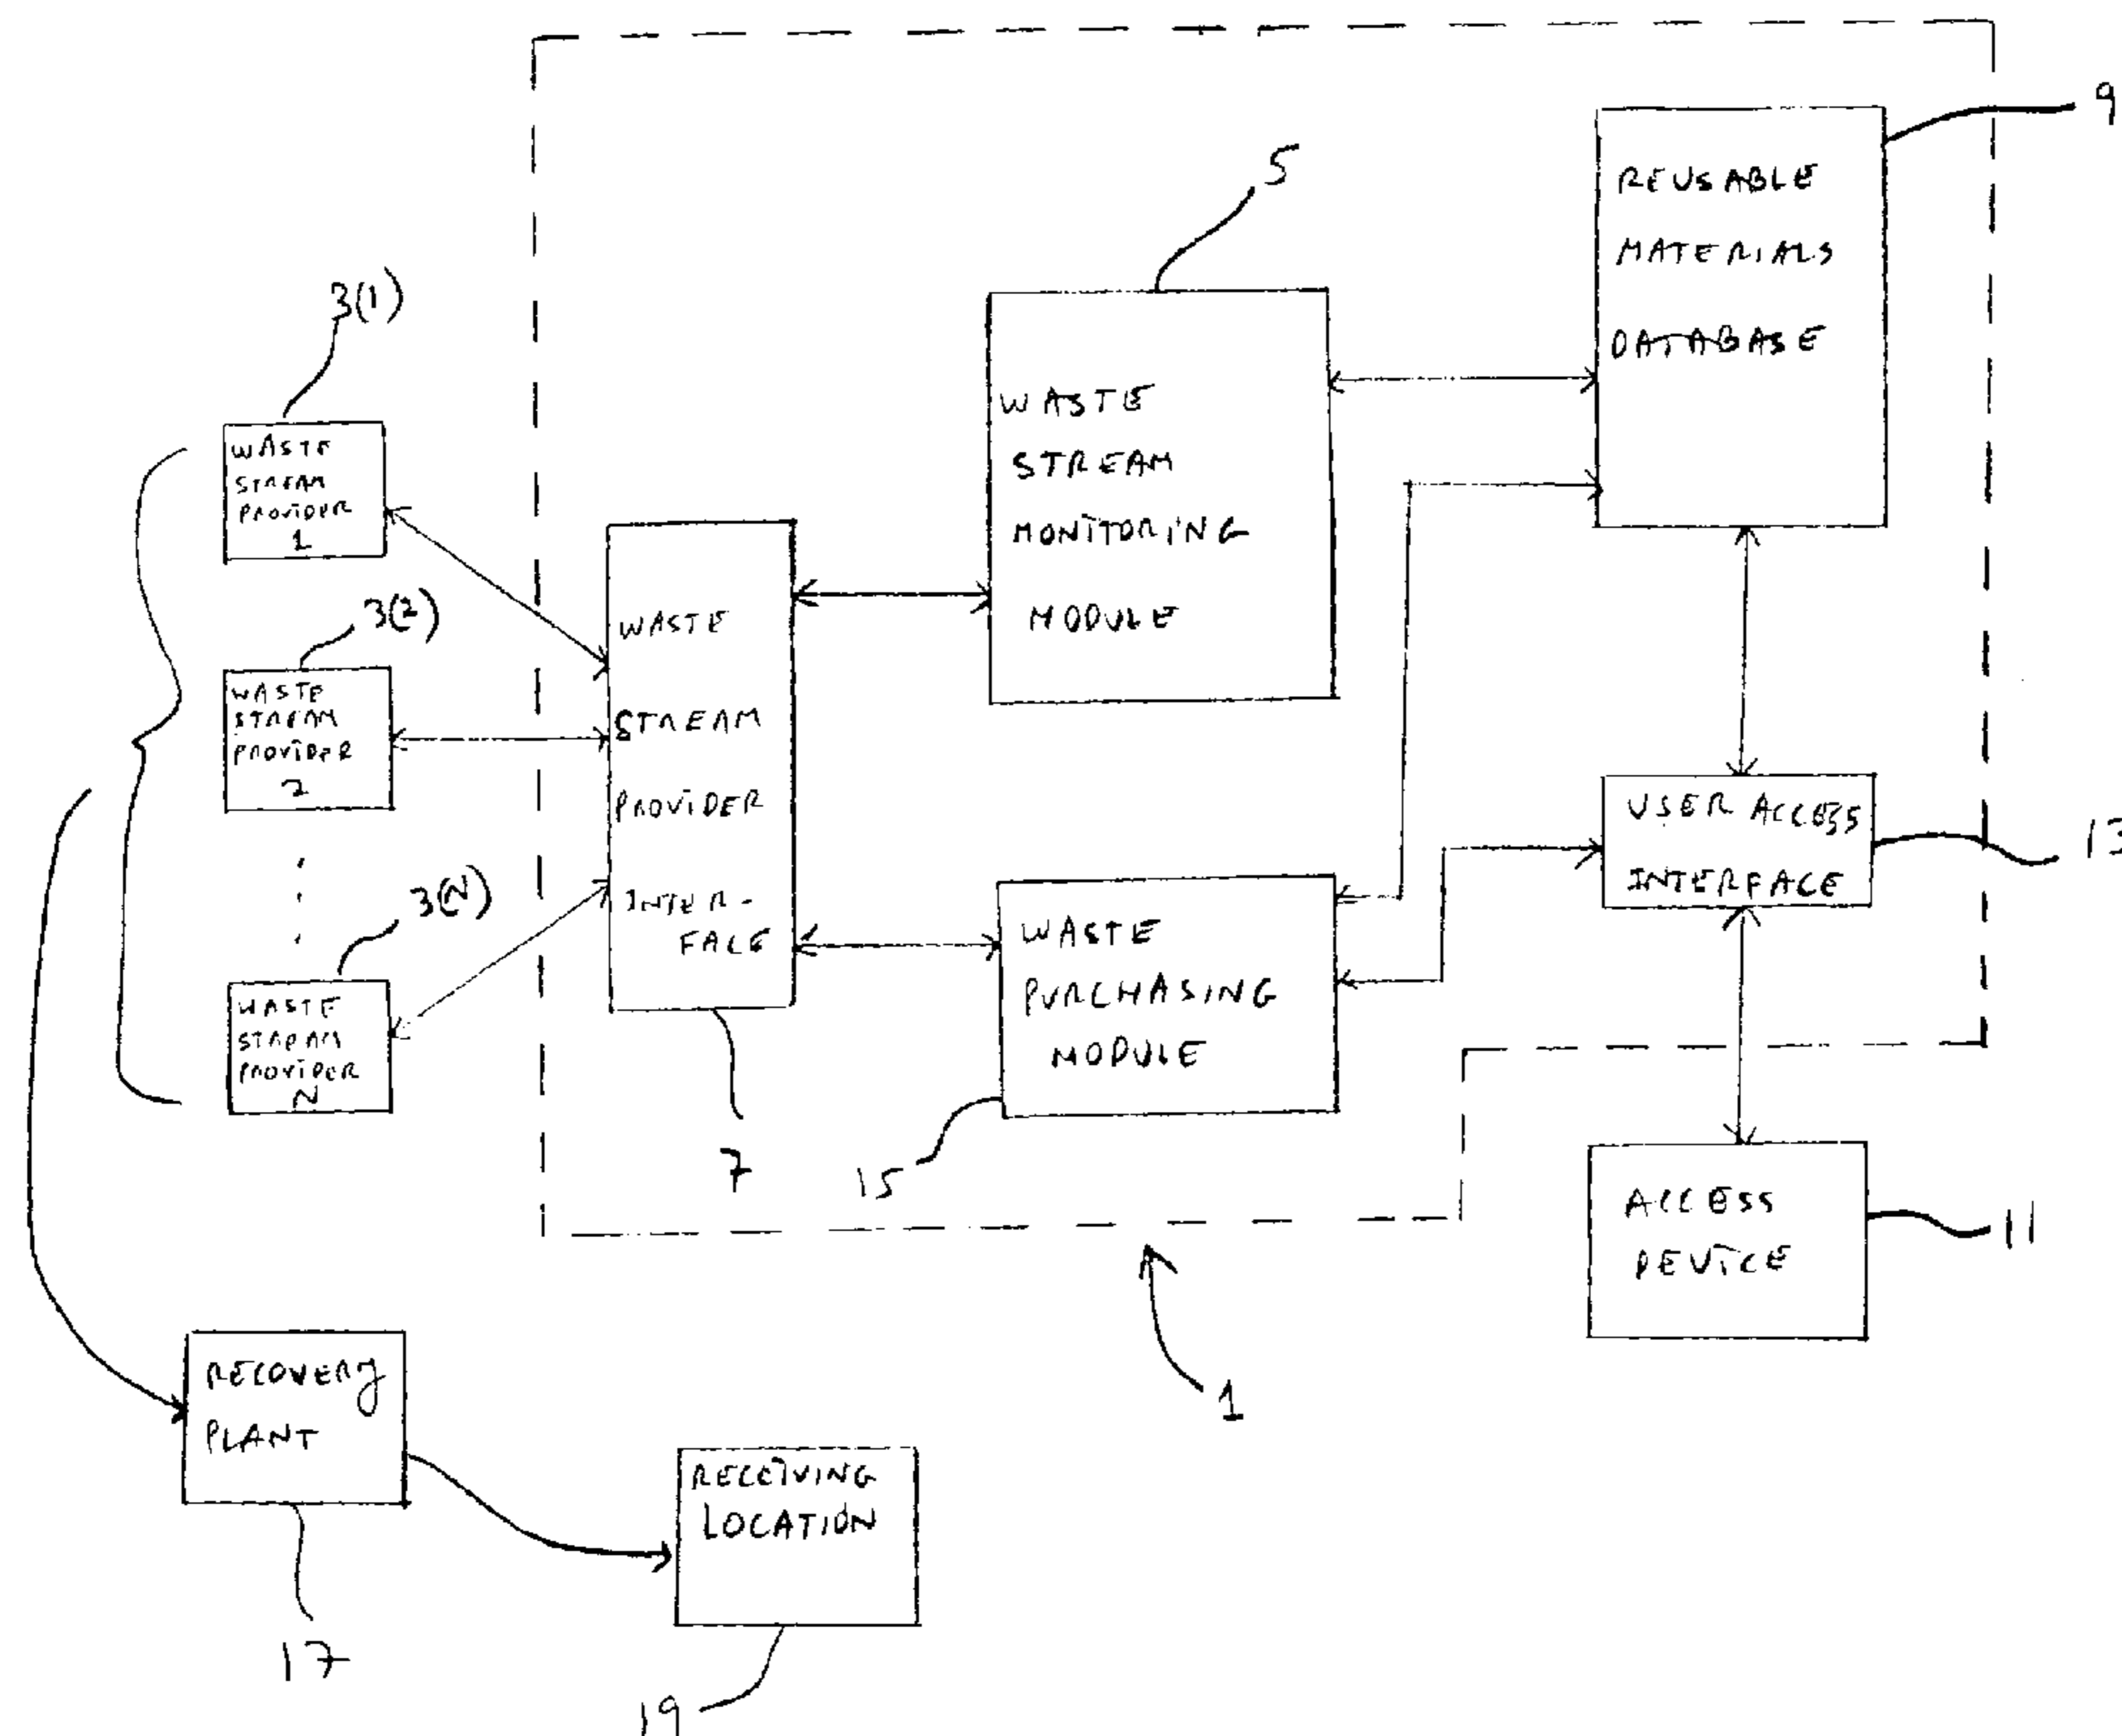 9
5
REUSABLE
MATERIALS
DATABASE
3(1)
WASTE
STREAM
MONITORING
MODULE
WASTE
STREAM
PROVIDER
1
3(2)
WASTE
STREAM
PROVIDER
2
WASTE
STREAM
PROVIDER
INTER-
FACE
USER ACCESS
INTERFACE
13
3(N)
WASTE
STREAM
PROVIDER
N
WASTE
PURCHASING
MODULE
7
15
ACCESS
DEVICE
11
1
RECOVERY
PLANT
RECEIVING
LOCATION
17
19